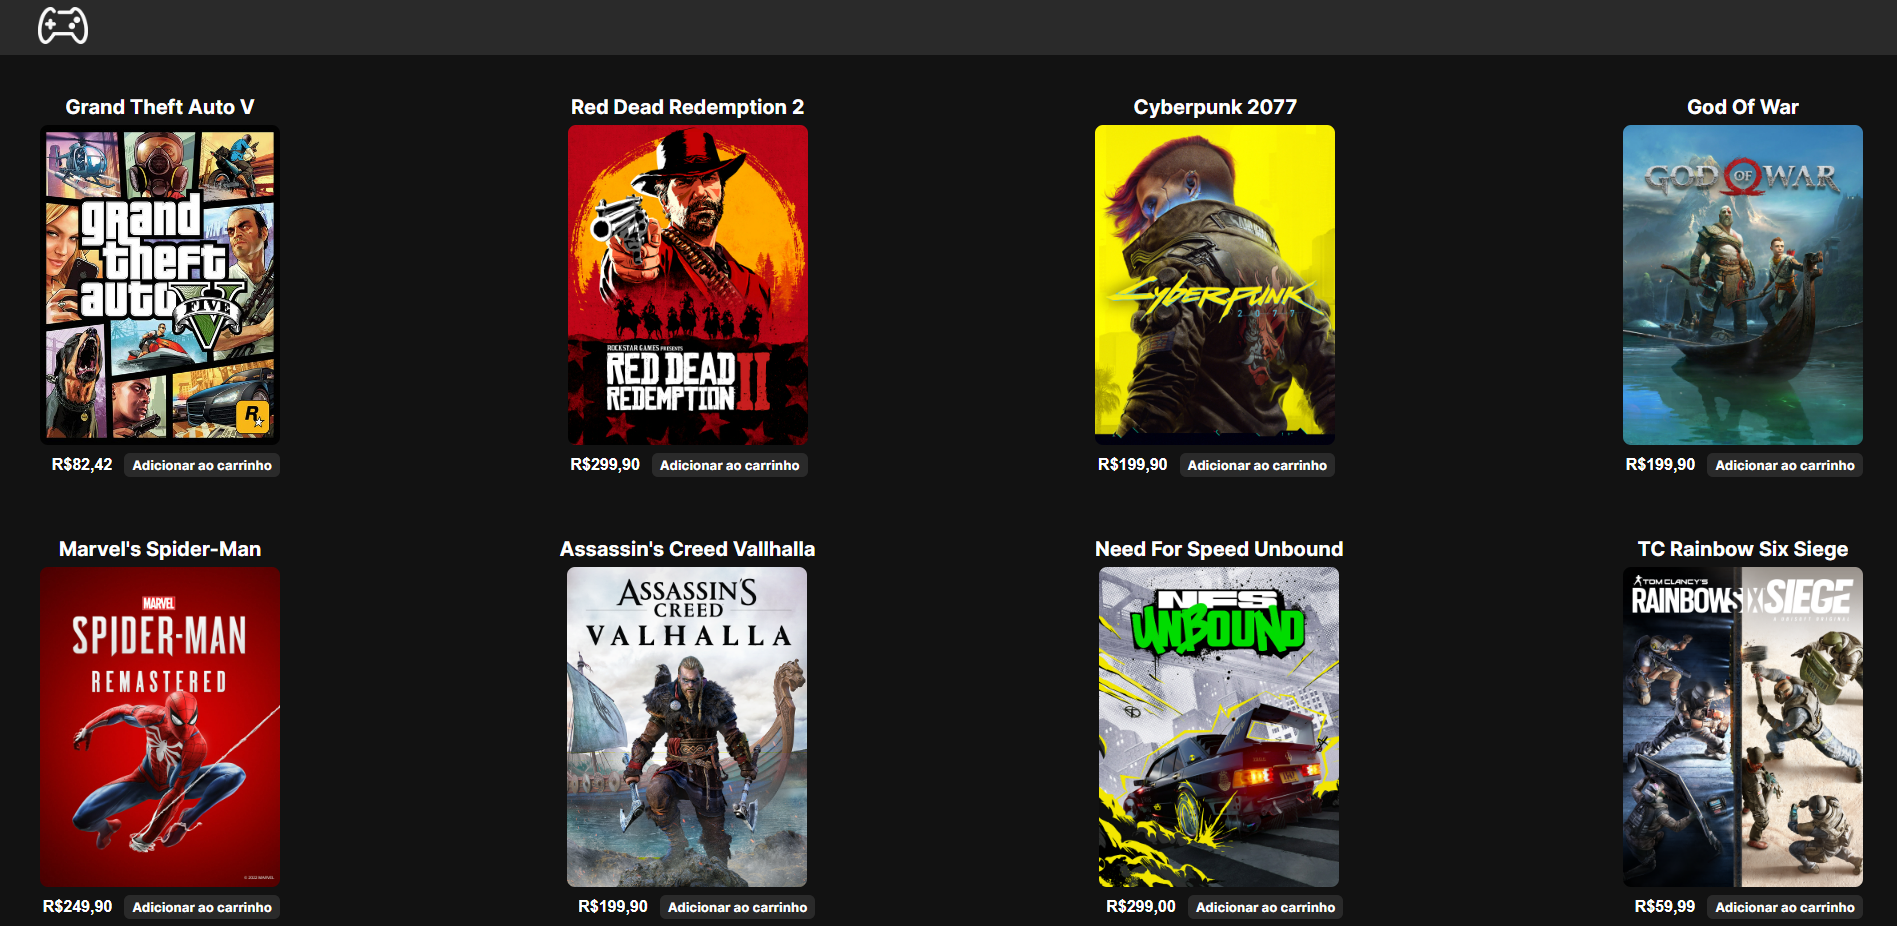 Grand Theft Auto V
Red Dead Redemption 2
Cyberpunk 2077
God Of War
grand
theft
auto
FIVE
V
R
ROCKSTAR GAMES PRESENTS
RED DEAD
REDEMPTION II
Cyberpunk
2077
GOD OF WAR
R$82,42 Adicionar ao carrinho
R$299,90 Adicionar ao carrinho
R$199,90 Adicionar ao carrinho
R$199,90 Adicionar ao carrinho
Marvel's Spider-Man
Assassin's Creed Vallhalla
Need For Speed Unbound
TC Rainbow Six Siege
MARVEL
SPIDER-MAN
REMASTERED
© 2022 MARVEL
ASSASSIN'S
CREED
VALHALLA
NFS
UNBOUND
TOM CLANCY'S
RAINBOW SIX SIEGE
A UBISOFT ORIGINAL
R$249,90 Adicionar ao carrinho
R$199,90 Adicionar ao carrinho
R$299,00 Adicionar ao carrinho
R$59,99 Adicionar ao carrinho